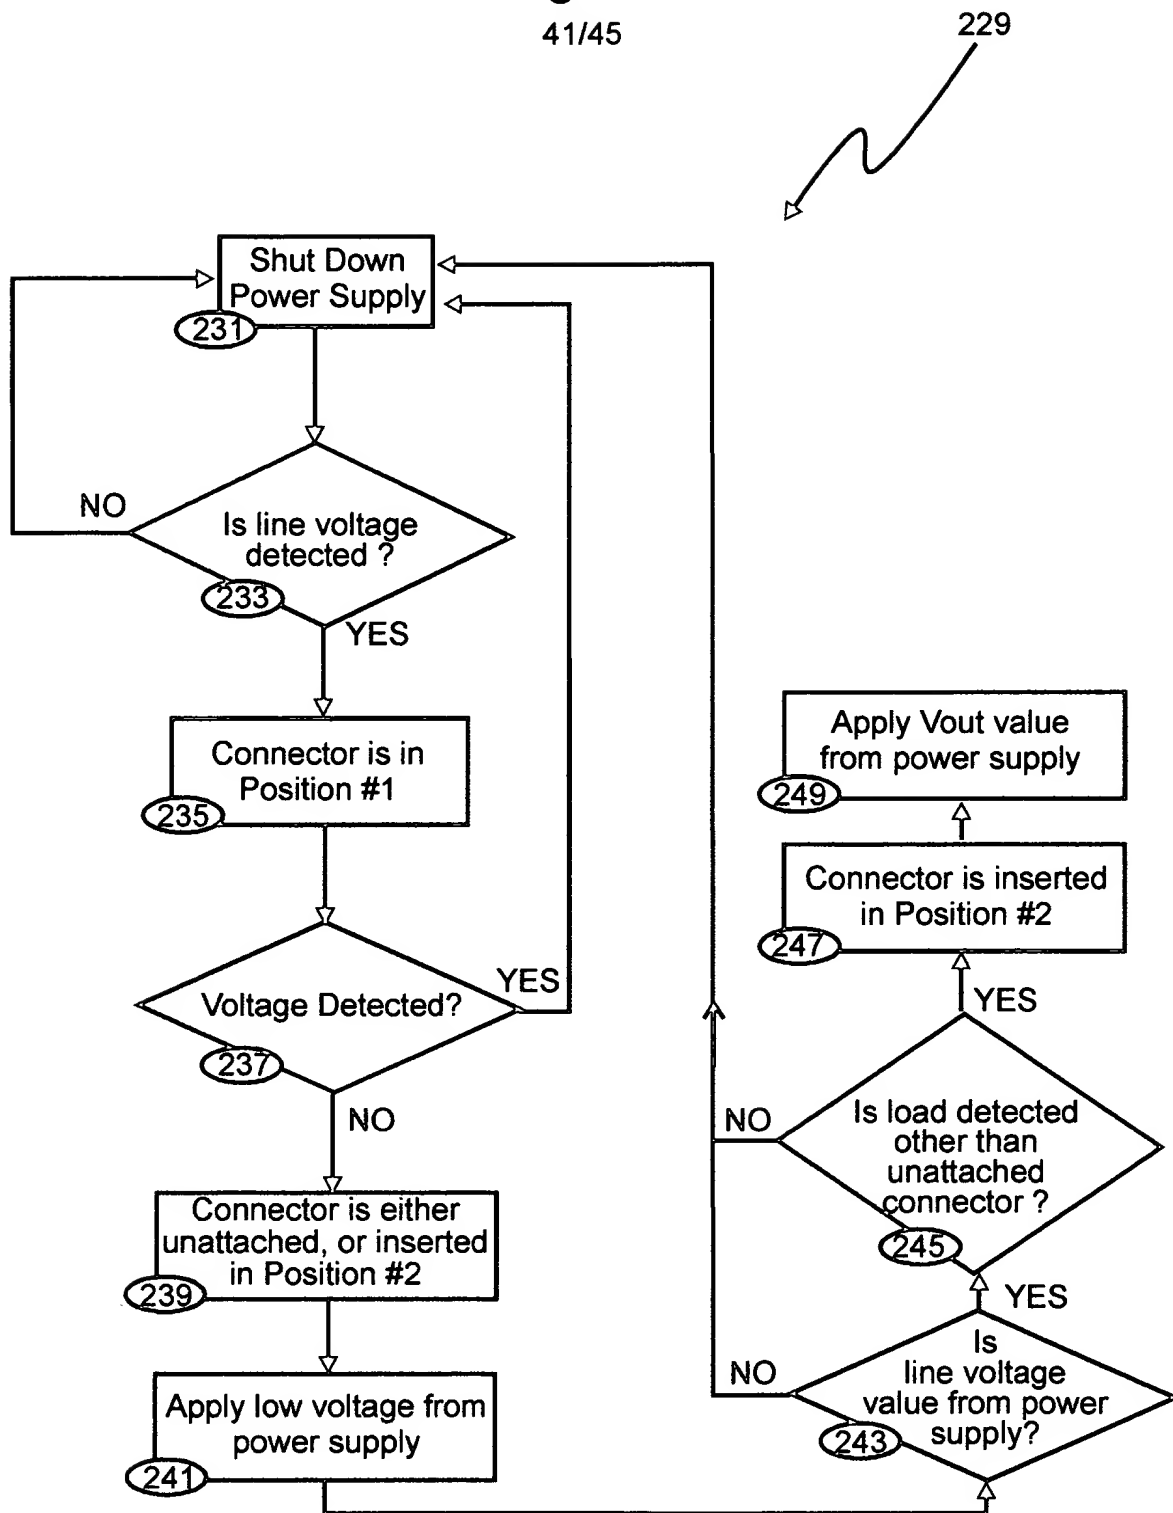 41/45
229
Shut Down
Power Supply
231
NO
Is line voltage
detected ?
233
YES
Connector is in
Position #1
235
Voltage Detected?
YES
237
NO
Connector is either
unattached, or inserted
in Position #2
239
Apply low voltage from
power supply
241
Apply Vout value
from power supply
249
Connector is inserted
in Position #2
247
YES
NO
Is load detected
other than
unattached
connector ?
245
YES
NO
Is
line voltage
value from power
supply?
243